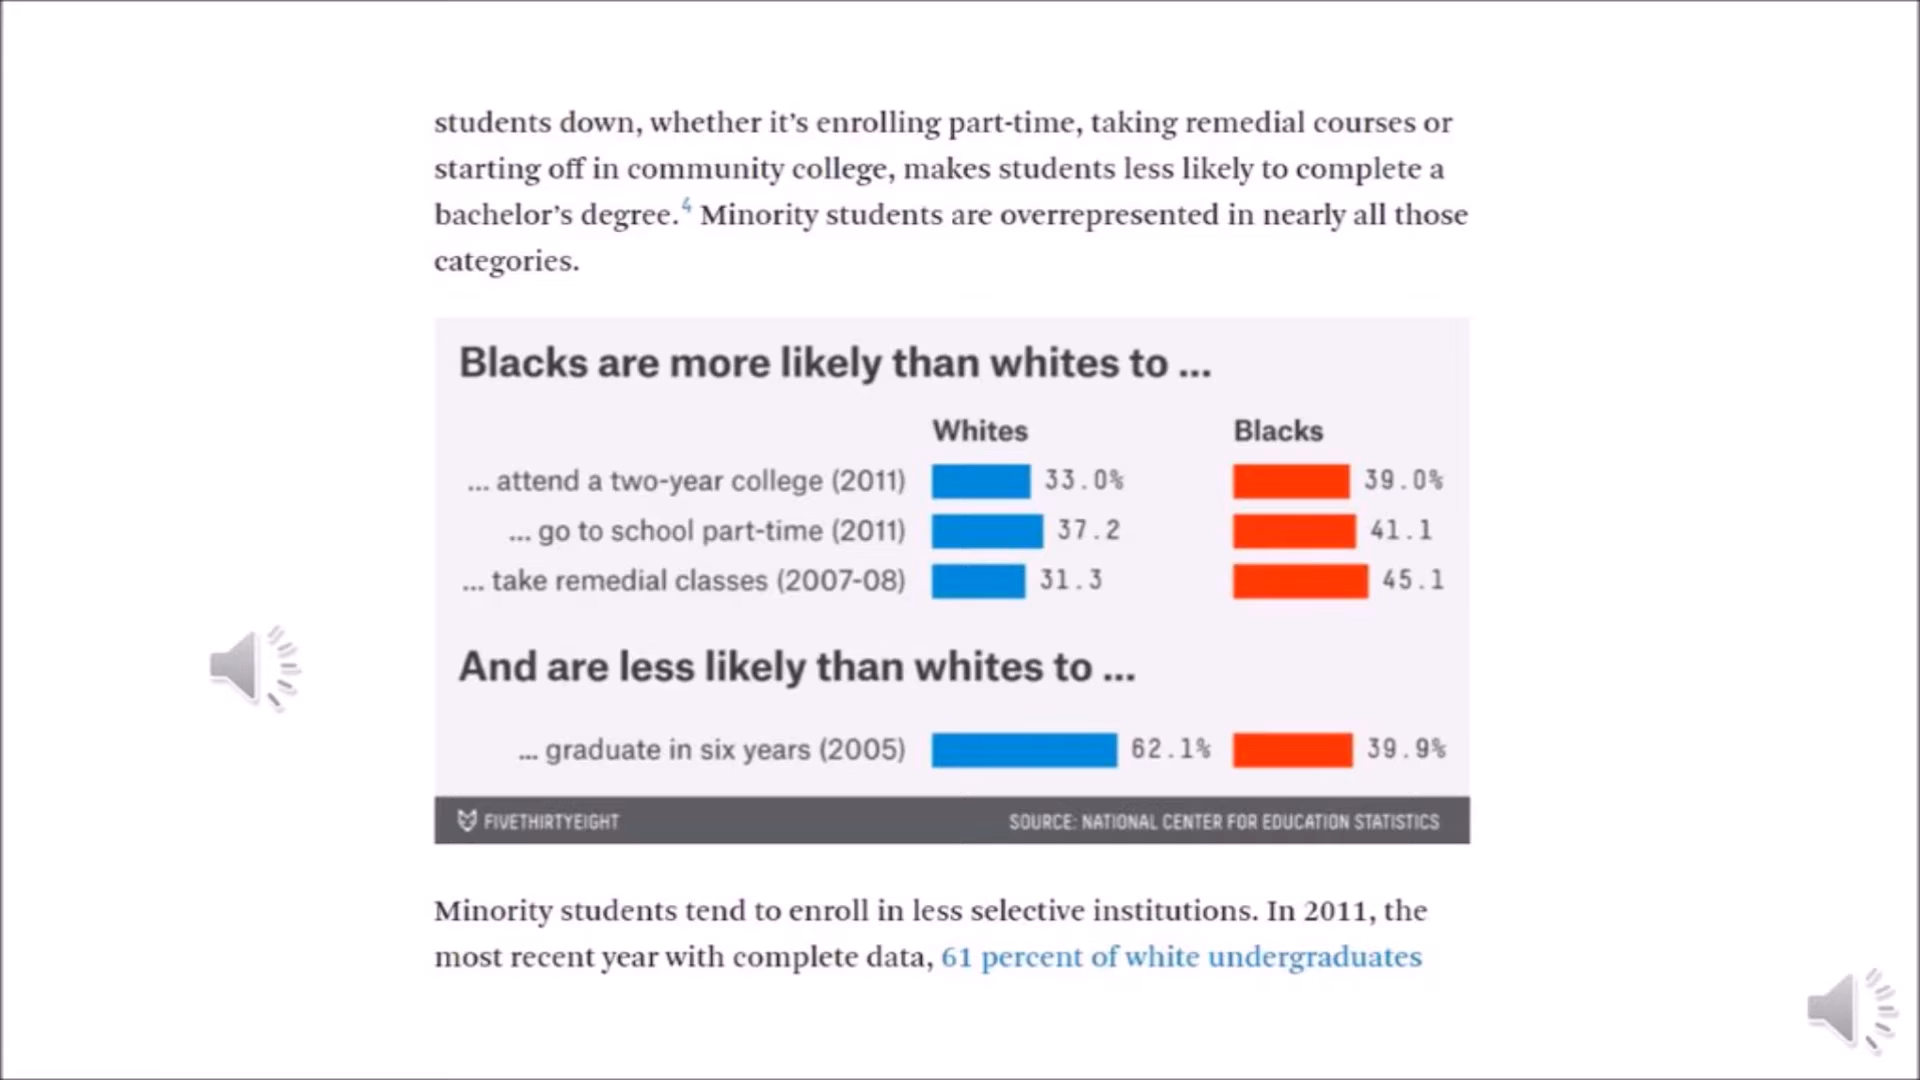 students down, whether it's enrolling part-time, taking remedial courses or
starting off in community college, makes students less likely to complete a
bachelor's degree.4 Minority students are overrepresented in nearly all those
categories.
Blacks are more likely than whites to ...
Whites Blacks
... attend a two-year college (2011) 33.0% 39.0%
... go to school part-time (2011) 37.2 41.1
... take remedial classes (2007-08) 31.3 45.1
And are less likely than whites to ...
... graduate in six years (2005) 62.1% 39.9%
FIVETHIRTYEIGHT SOURCE: NATIONAL CENTER FOR EDUCATION STATISTICS
Minority students tend to enroll in less selective institutions. In 2011, the
most recent year with complete data, 61 percent of white undergraduates